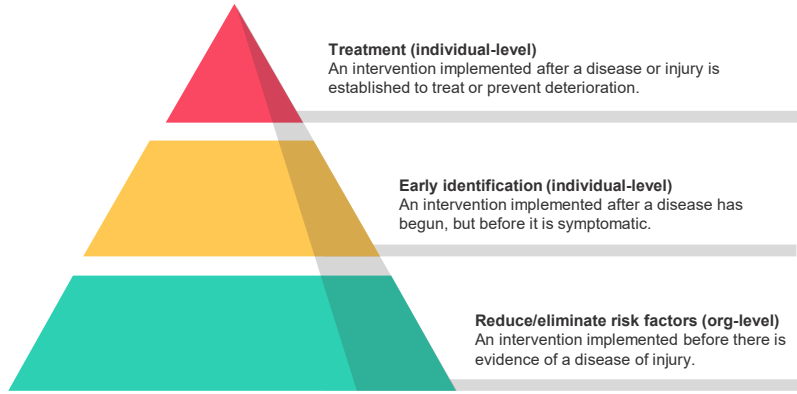 Treatment (individual-level)
An intervention implemented after a disease or injury is
established to treat or prevent deterioration.
Early identification (individual-level)
An intervention implemented after a disease has
begun, but before it is symptomatic.
Reduce/eliminate risk factors (org-level)
An intervention implemented before there is
evidence of a disease of injury.